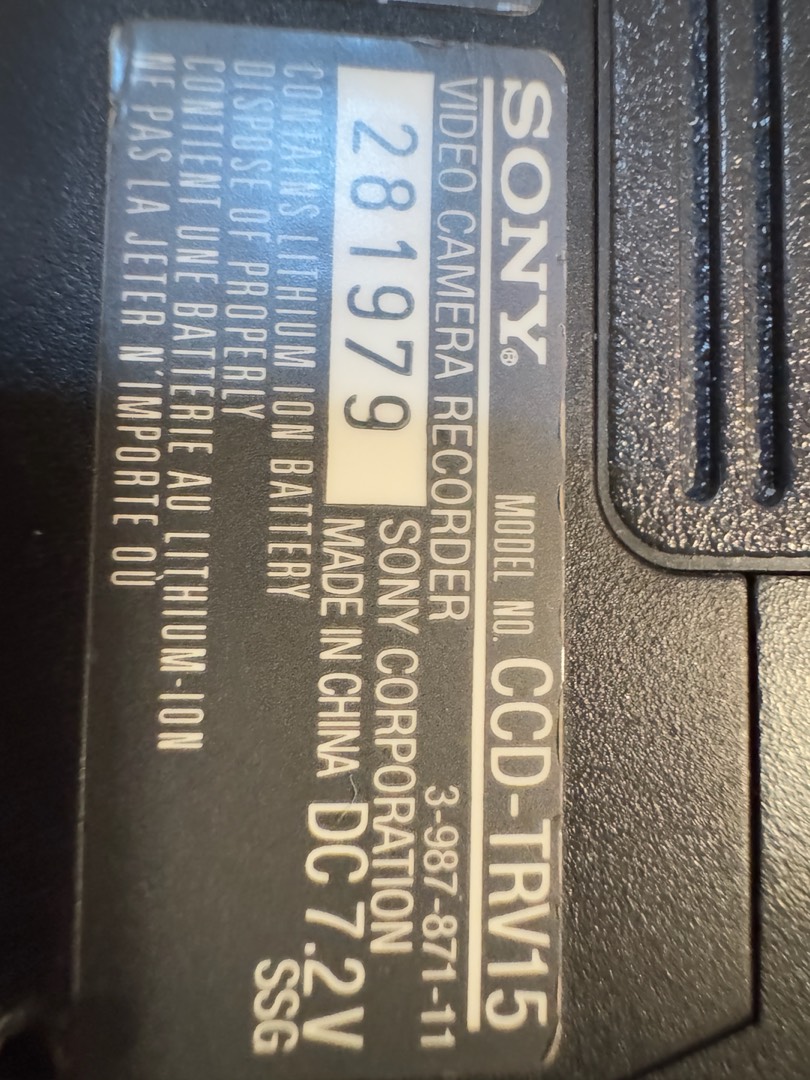 SONY® MODEL NO. CCD-TRV15
VIDEO CAMERA RECORDER 3-987-871-11
281979 SONY CORPORATION
MADE IN CHINA DC 7.2V
CONTAINS LITHIUM ION BATTERY SSG
DISPOSE OF PROPERLY
CONTIENT UNE BATTERIE AU LITHIUM-ION
NE PAS LA JETER N'IMPORTE OÙ